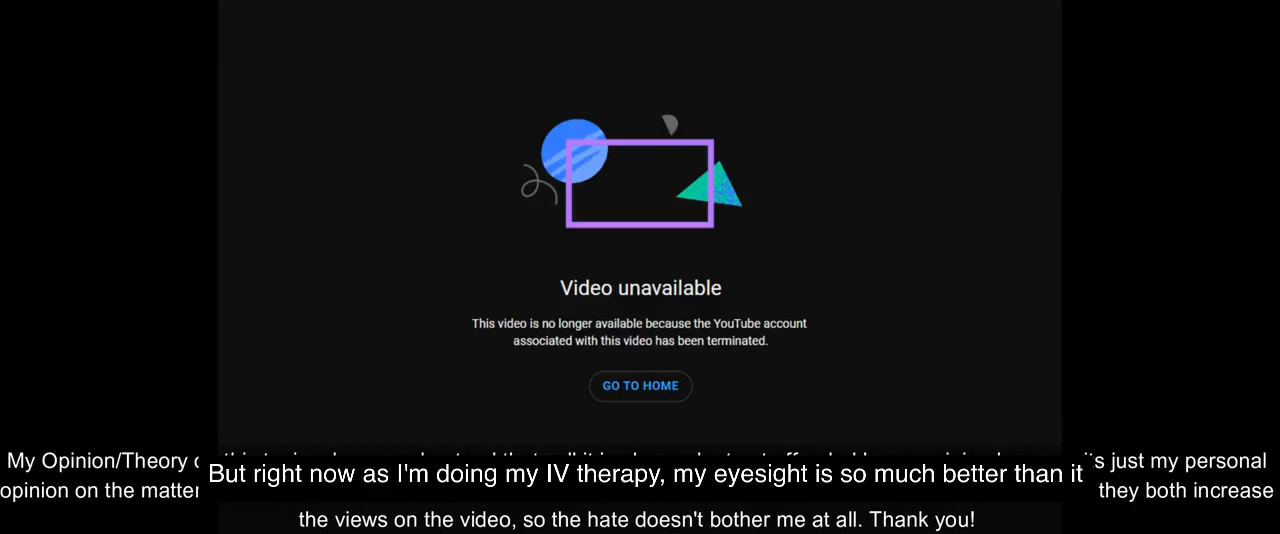 Video unavailable
This video is no longer available because the YouTube account
associated with this video has been terminated.
GO TO HOME
My Opinion/Theory just my personal
But right now as I'm doing my IV therapy, my eyesight is so much better than it
opinion on the matter they both increase
the views on the video, so the hate doesn't bother me at all. Thank you!